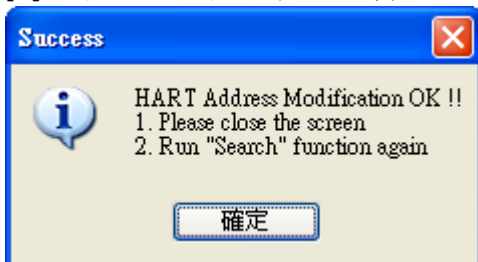 Success
HART Address Modification OK !!
1. Please close the screen
2. Run "Search" function again
確定